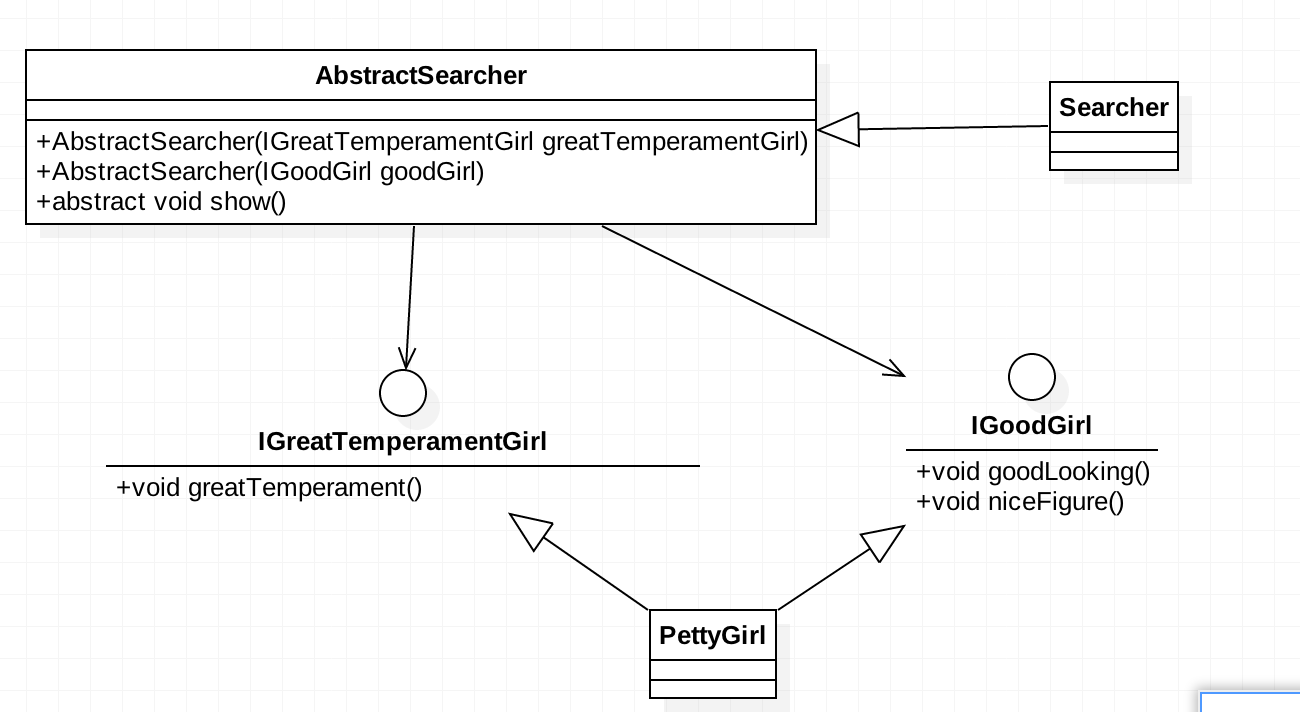 AbstractSearcher
+AbstractSearcher(IGreatTemperamentGirl greatTemperamentGirl)
+AbstractSearcher(IGoodGirl goodGirl)
+abstract void show()
Searcher
IGreatTemperamentGirl
+void greatTemperament()
IGoodGirl
+void goodLooking()
+void niceFigure()
PettyGirl